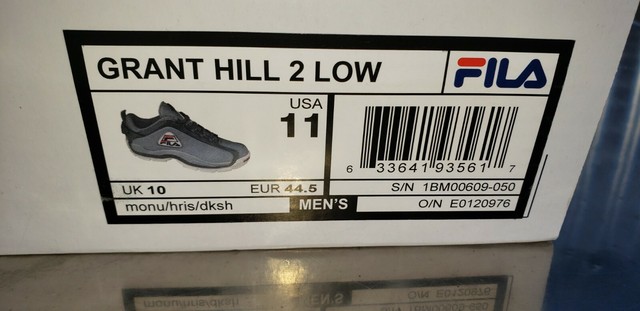 GRANT HILL 2 LOW
FILA
USA
11
UK 10
EUR 44.5
monu/hris/dksh
MEN'S
6 33641 93561 7
S/N 1BM00609-050
O/N E0120976